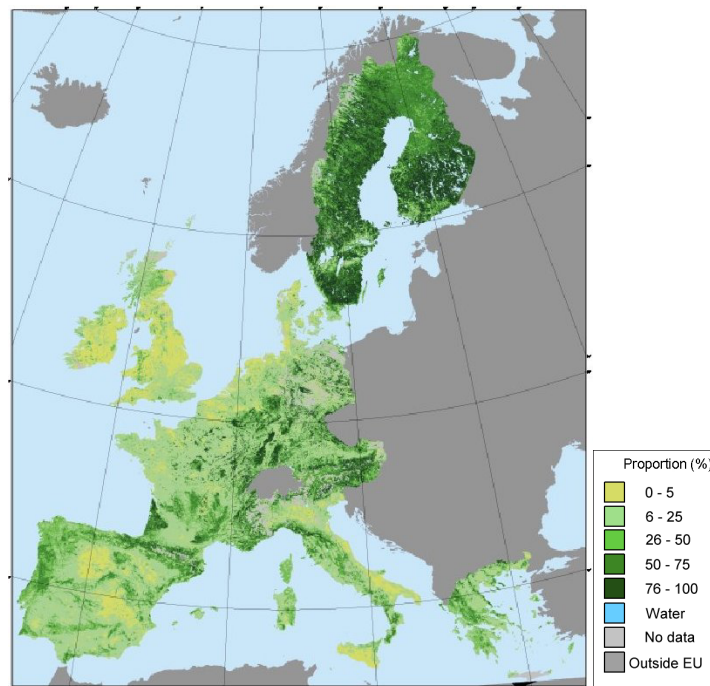 Proportion (%)
0 - 5
6 - 25
26 - 50
50 - 75
76 - 100
Water
No data
Outside EU